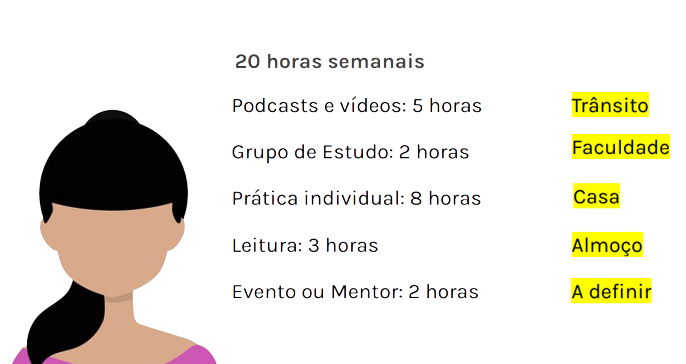 20 horas semanais
Podcasts e vídeos: 5 horas Trânsito
Grupo de Estudo: 2 horas Faculdade
Prática individual: 8 horas Casa
Leitura: 3 horas Almoço
Evento ou Mentor: 2 horas A definir